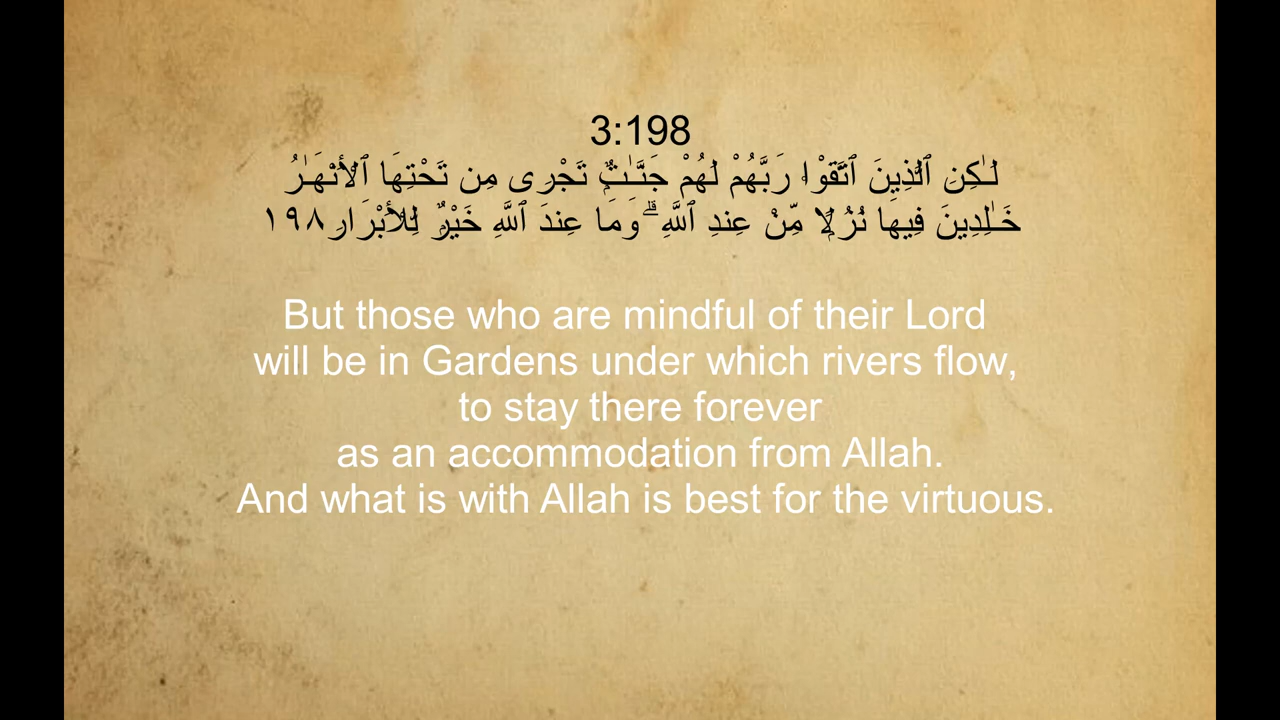 3:198
لَـٰكِنِ ٱلَّذِينَ ٱتَّقَوْا۟ رَبَّهُمْ لَهُمْ جَنَّـٰتٌۭ تَجْرِى مِن تَحْتِهَا ٱلْأَنْهَـٰرُ
خَـٰلِدِينَ فِيهَا نُزُلًۭا مِّنْ عِندِ ٱللَّهِ ۗ وَمَا عِندَ ٱللَّهِ خَيْرٌۭ لِّلْأَبْرَارِ ١٩٨
But those who are mindful of their Lord
will be in Gardens under which rivers flow,
to stay there forever
as an accommodation from Allah.
And what is with Allah is best for the virtuous.